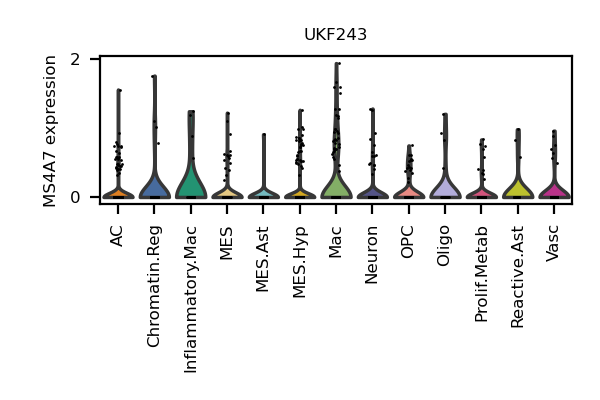 UKF243
MS4A7 expression
2
0
AC
Chromatin.Reg
Inflammatory.Mac
MES
MES.Ast
MES.Hyp
Mac
Neuron
OPC
Oligo
Prolif.Metab
Reactive.Ast
Vasc